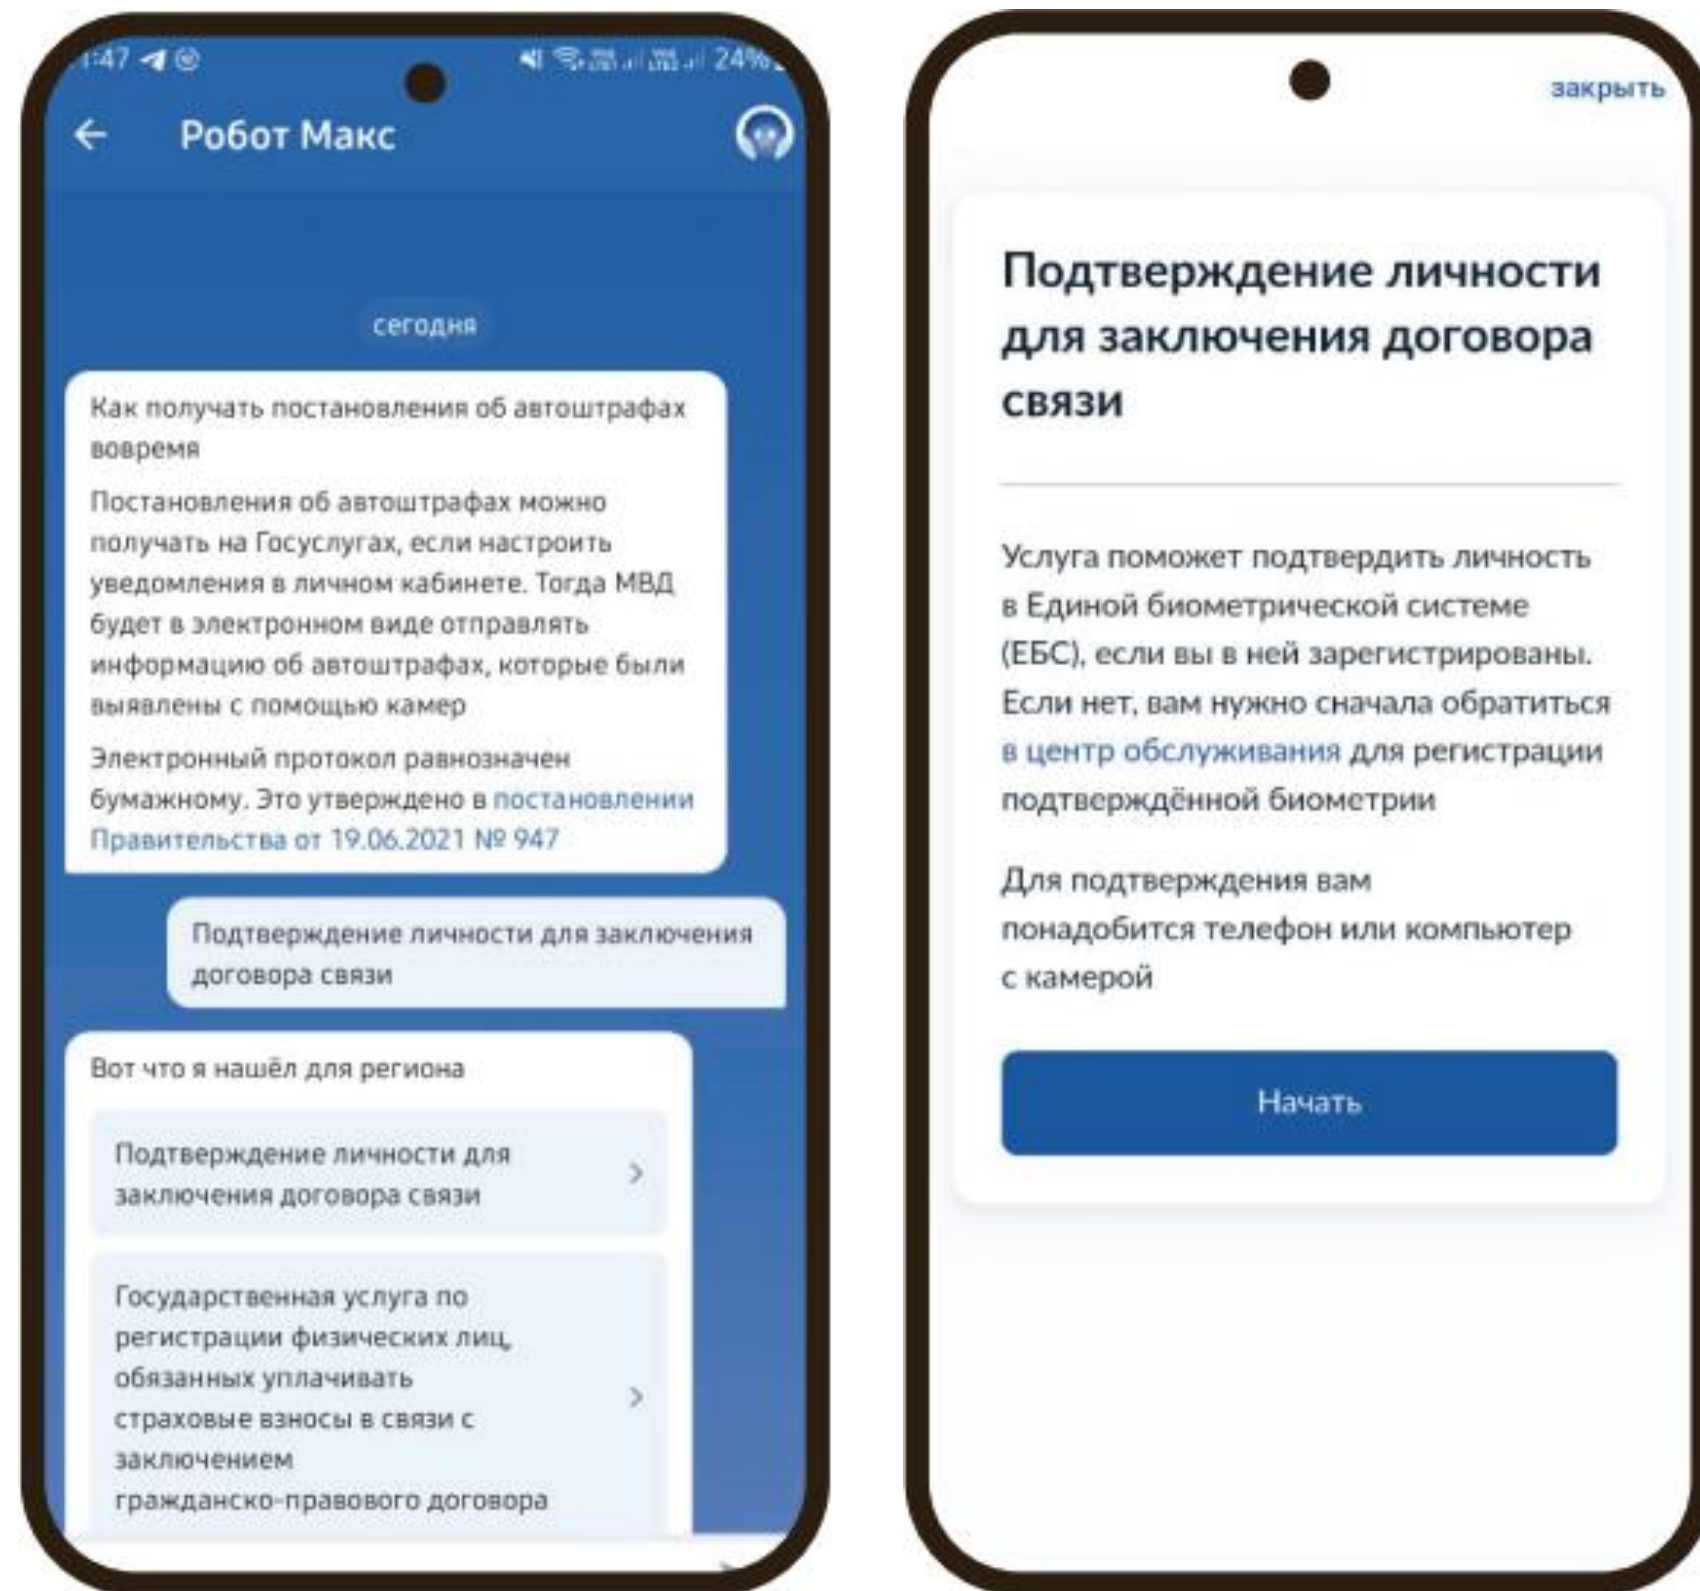 1:47
24%
Робот Макс
сегодня
Как получать постановления об автоштрафах
вовремя
Постановления об автоштрафах можно
получать на Госуслугах, если настроить
уведомления в личном кабинете. Тогда МВД
будет в электронном виде отправлять
информацию об автоштрафах, которые были
выявлены с помощью камер
Электронный протокол равнозначен
бумажному. Это утверждено в постановлении
Правительства от 19.06.2021 № 947
Подтверждение личности для заключения
договора связи
Вот что я нашёл для региона
Подтверждение личности для
заключения договора связи
Государственная услуга по
регистрации физических лиц,
обязанных уплачивать
страховые взносы в связи с
заключением
гражданско-правового договора
закрыть
Подтверждение личности
для заключения договора
связи
Услуга поможет подтвердить личность
в Единой биометрической системе
(ЕБС), если вы в ней зарегистрированы.
Если нет, вам нужно сначала обратиться
в центр обслуживания для регистрации
подтверждённой биометрии
Для подтверждения вам
понадобится телефон или компьютер
с камерой
Начать